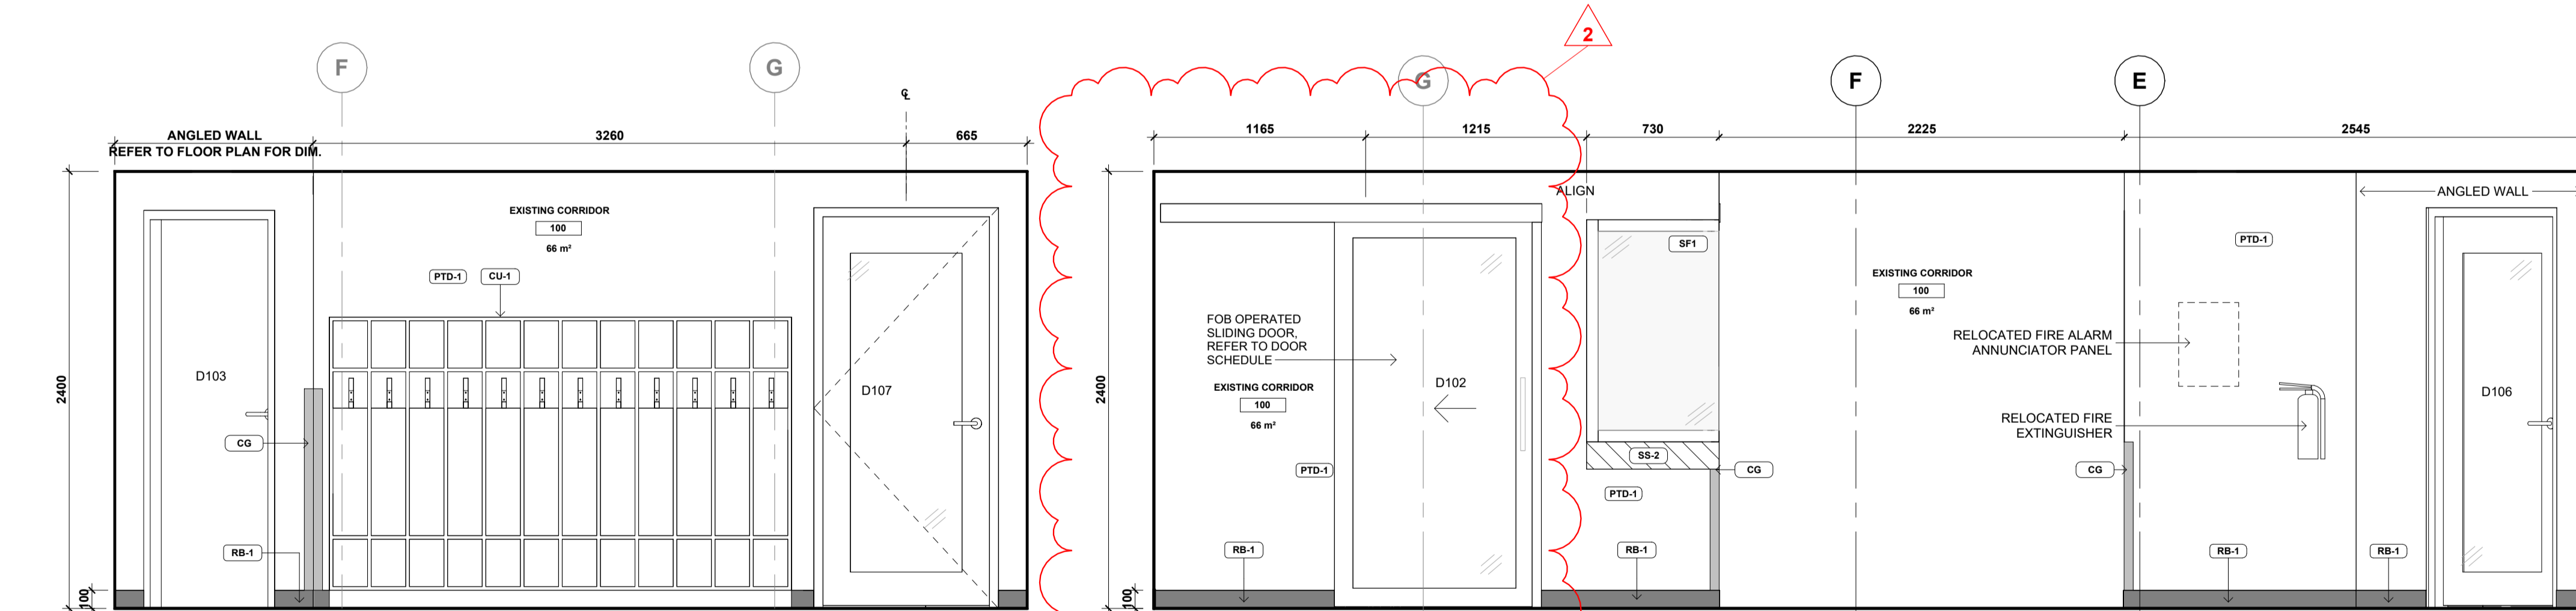 F
G
℄
ANGLED WALL
REFER TO FLOOR PLAN FOR DIM.
3260
665
2400
100
EXISTING CORRIDOR
100
66 m²
PTD-1
CU-1
D103
D107
CG
RB-1
2
G
F
E
1165
1215
730
2225
2545
2400
100
ALIGN
ANGLED WALL
SF1
PTD-1
EXISTING CORRIDOR
100
66 m²
FOB OPERATED
SLIDING DOOR,
REFER TO DOOR
SCHEDULE
RELOCATED FIRE ALARM
ANNUNCIATOR PANEL
D102
D106
EXISTING CORRIDOR
100
66 m²
RELOCATED FIRE
EXTINGUISHER
SS-2
PTD-1
CG
CG
PTD-1
RB-1
RB-1
RB-1
RB-1